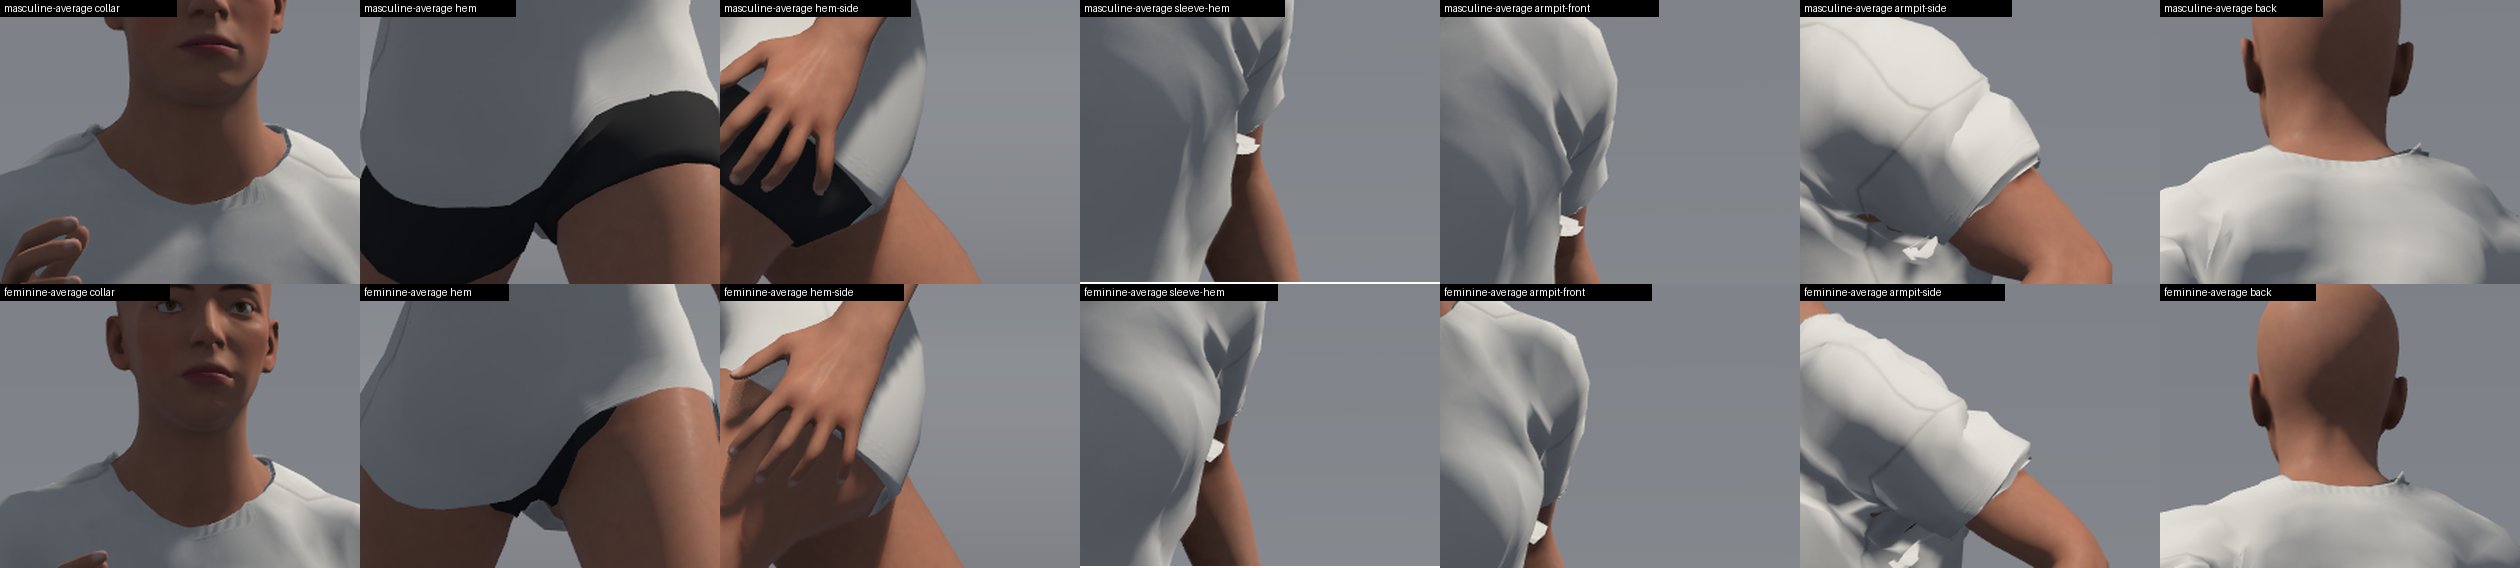 masculine-average collar
masculine-average hem
masculine-average hem-side
masculine-average sleeve-hem
masculine-average armpit-front
masculine-average armpit-side
masculine-average back
feminine-average collar
feminine-average hem
feminine-average hem-side
feminine-average sleeve-hem
feminine-average armpit-front
feminine-average armpit-side
feminine-average back